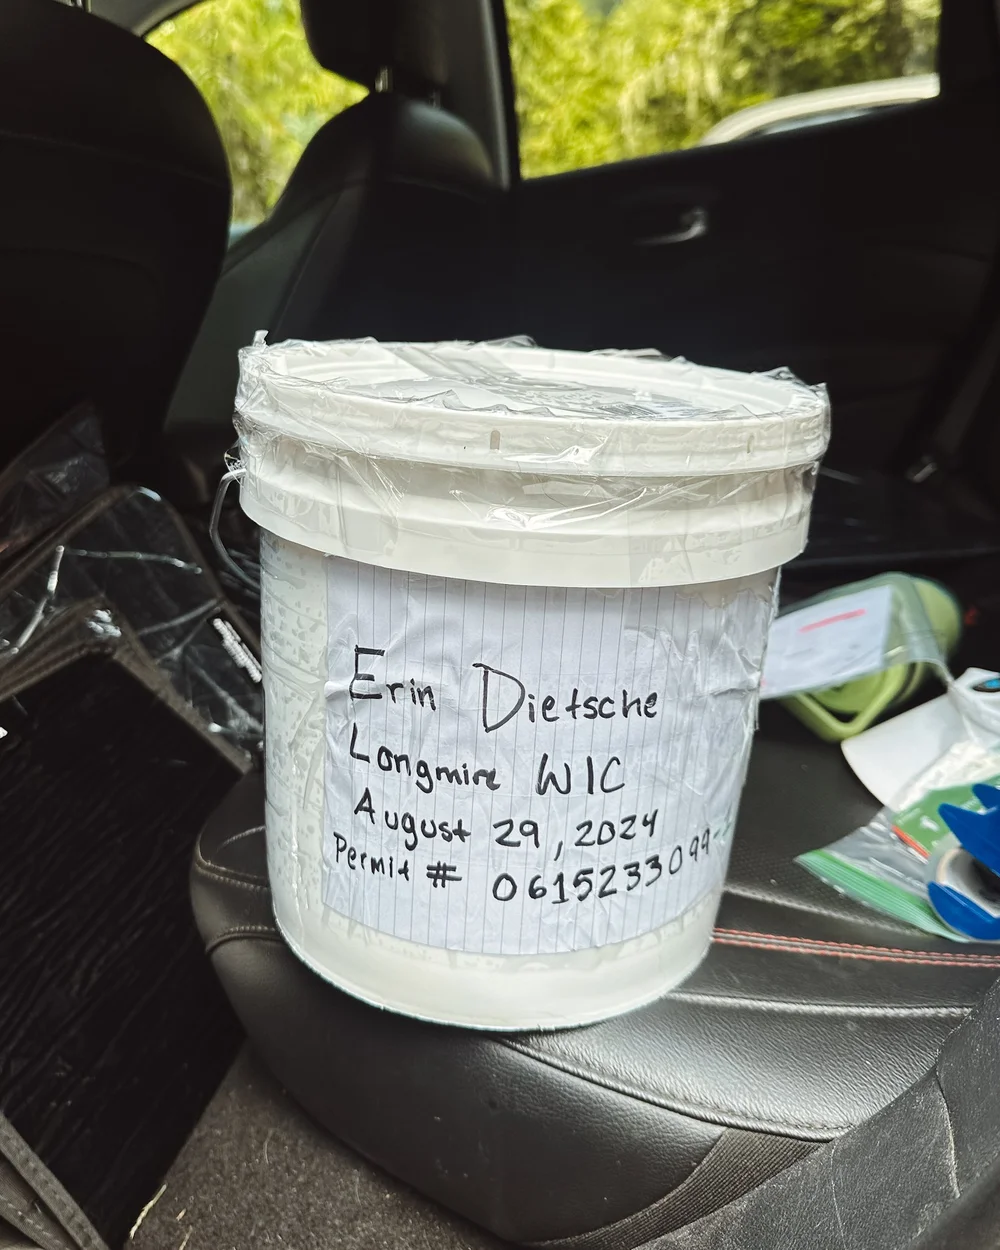 Erin Dietsche
Longmire WIC
August 29, 2024
Permit # 0615233099-